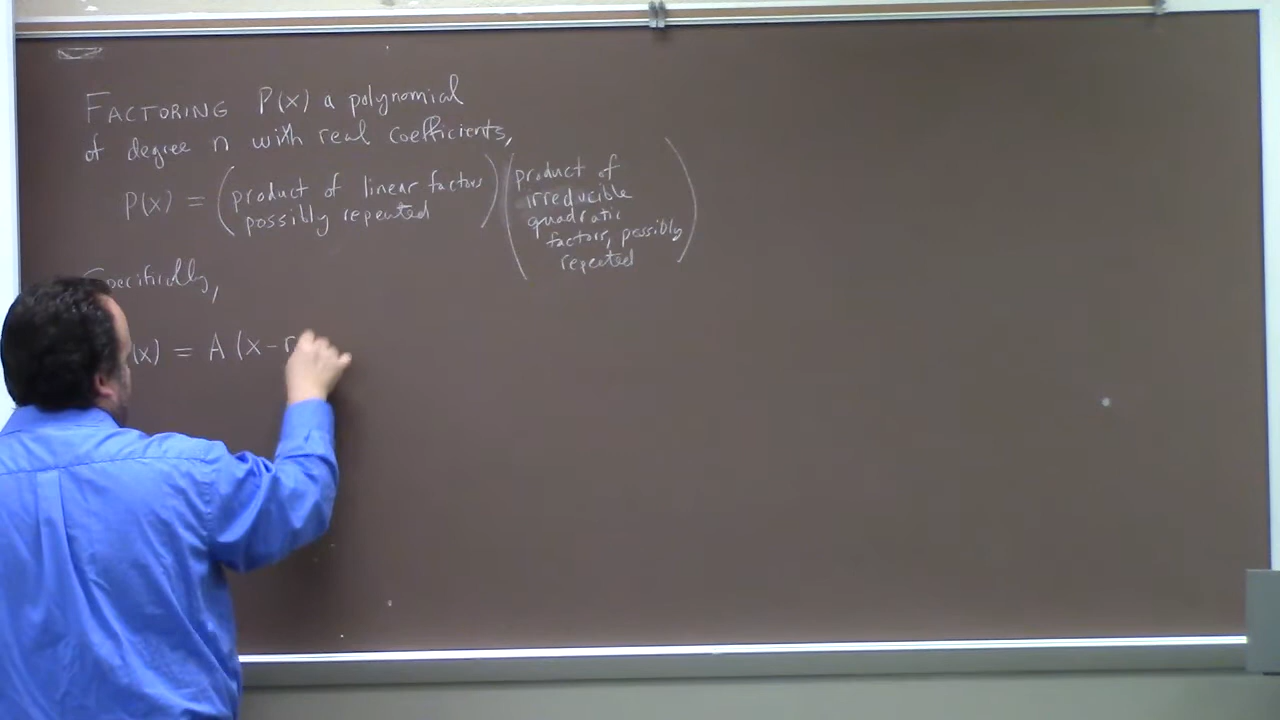 FACTORING P(x) a polynomial
of degree n with real coefficients,
P(x) = (product of linear factors possibly repeated) (product of irreducible quadratic factors, possibly repeated)
Specifically,
(x) = A (x - r